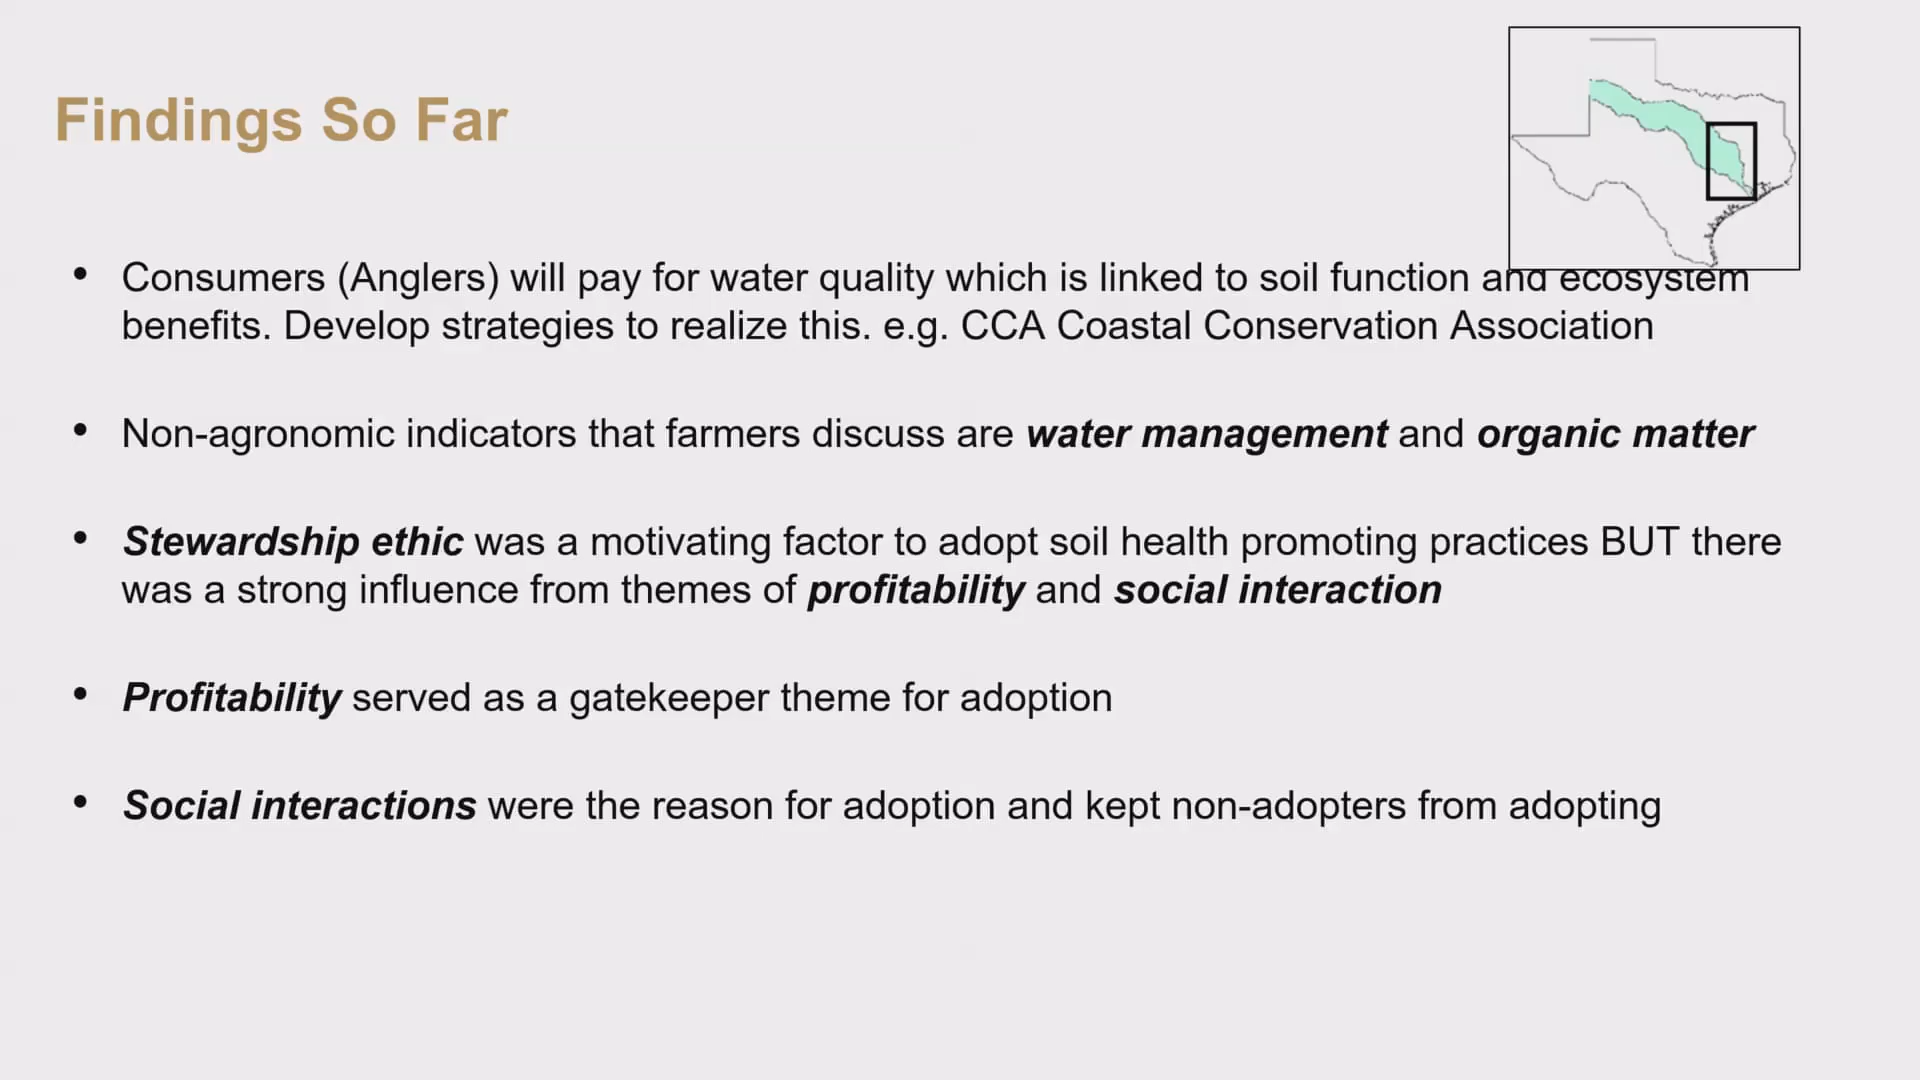 Findings So Far
• Consumers (Anglers) will pay for water quality which is linked to soil function and ecosystem
benefits. Develop strategies to realize this. e.g. CCA Coastal Conservation Association
• Non-agronomic indicators that farmers discuss are water management and organic matter
• Stewardship ethic was a motivating factor to adopt soil health promoting practices BUT there
was a strong influence from themes of profitability and social interaction
• Profitability served as a gatekeeper theme for adoption
• Social interactions were the reason for adoption and kept non-adopters from adopting